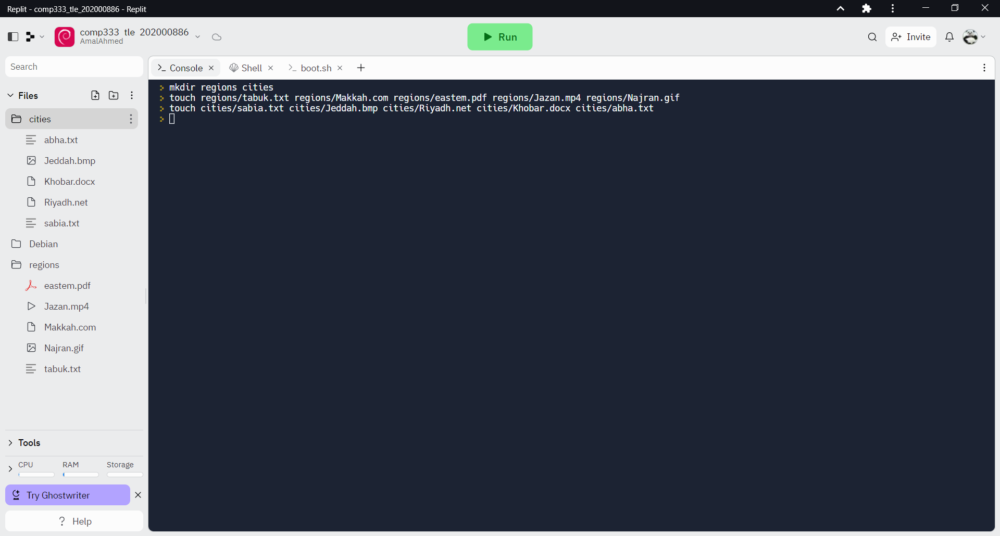 Replit - comp333_tle_202000886 - Replit
comp333 tle 202000886
AmalAhmed
Run
Invite
Search
Files
cities
abha.txt
Jeddah.bmp
Khobar.docx
Riyadh.net
sabia.txt
Debian
regions
eastem.pdf
Jazan.mp4
Makkah.com
Najran.gif
tabuk.txt
Tools
CPU RAM Storage
Try Ghostwriter
? Help
Console Shell boot.sh
> mkdir regions cities
> touch regions/tabuk.txt regions/Makkah.com regions/eastem.pdf regions/Jazan.mp4 regions/Najran.gif
> touch cities/sabia.txt cities/Jeddah.bmp cities/Riyadh.net cities/Khobar.docx cities/abha.txt
>